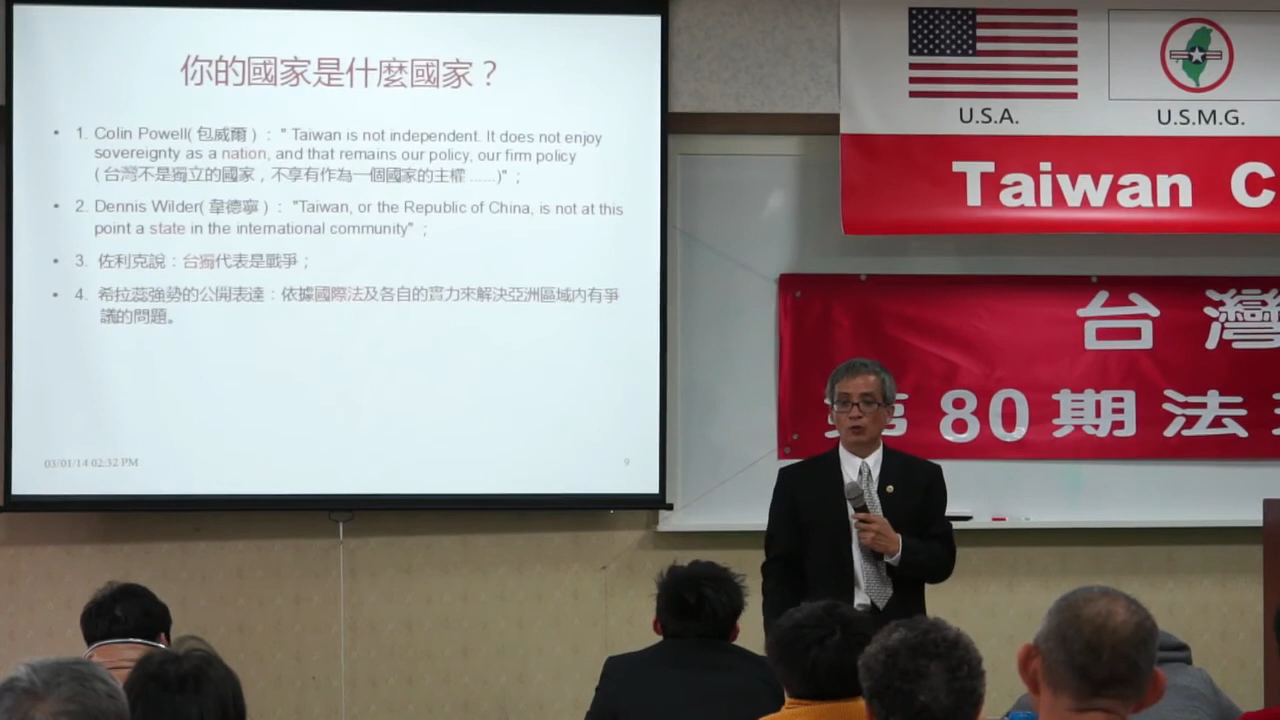 你的國家是什麼國家？
• 1. Colin Powell( 包威爾 ) ： " Taiwan is not independent. It does not enjoy
sovereignty as a nation, and that remains our policy, our firm policy
( 台灣不是獨立的國家，不享有作為一個國家的主權 ......)" ；
• 2. Dennis Wilder( 韋德寧 ) ： "Taiwan, or the Republic of China, is not at this
point a state in the international community" ；
• 3. 佐利克說：台獨代表是戰爭；
• 4. 希拉蕊強勢的公開表達：依據國際法及各自的實力來解決亞洲區域內有爭
議的問題。
03/01/14 02:32 PM
9
U.S.A.
U.S.M.G.
Taiwan C
台灣
第80期法